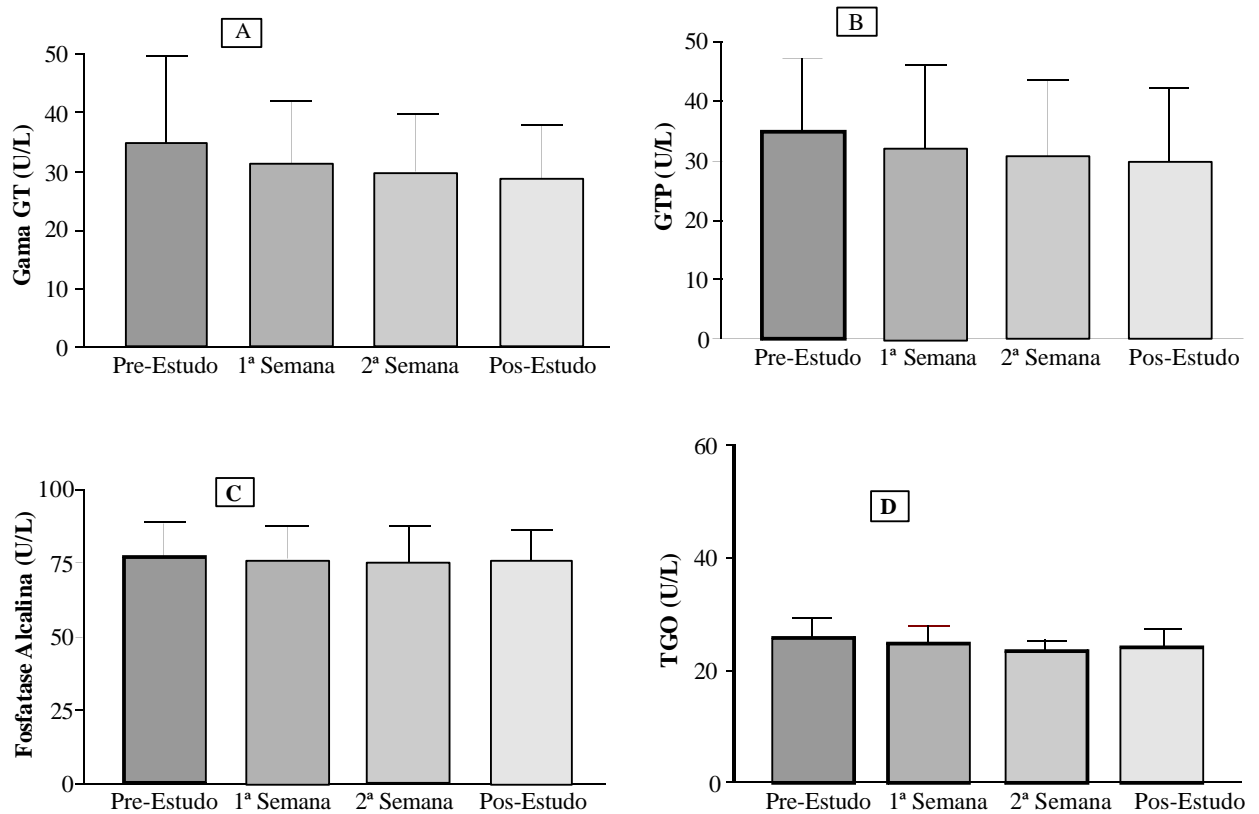 A
Gama GT (U/L)
50
40
30
20
10
0
Pre-Estudo 1ª Semana 2ª Semana Pos-Estudo
B
GTP (U/L)
50
40
30
20
10
0
Pre-Estudo 1ª Semana 2ª Semana Pos-Estudo
C
Fosfatase Alcalina (U/L)
100
75
50
25
0
Pre-Estudo 1ª Semana 2ª Semana Pos-Estudo
D
TGO (U/L)
60
40
20
0
Pre-Estudo 1ª Semana 2ª Semana Pos-Estudo